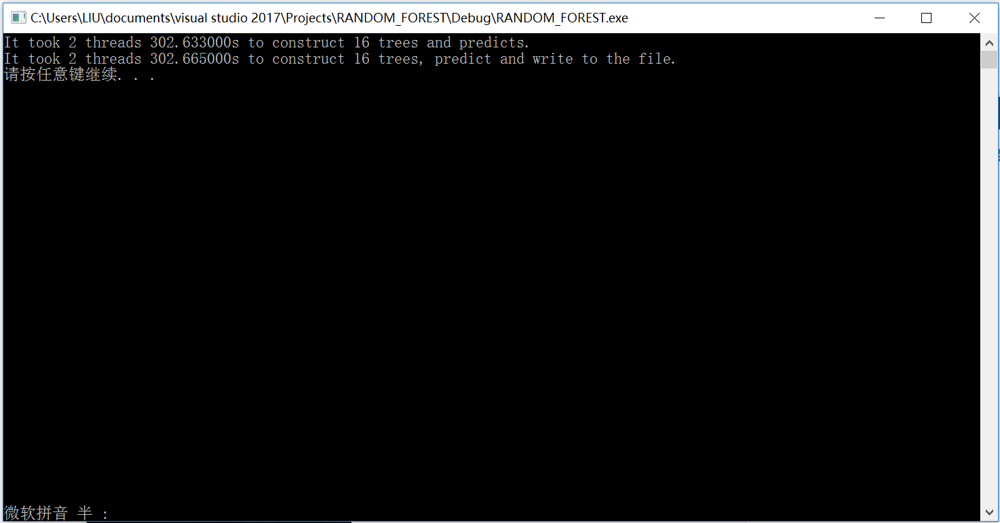 C:\Users\LIU\documents\visual studio 2017\Projects\RANDOM_FOREST\Debug\RANDOM_FOREST.exe
It took 2 threads 302.633000s to construct 16 trees and predicts.
It took 2 threads 302.665000s to construct 16 trees, predict and write to the file.
请按任意键继续. . .
微软拼音 半 :